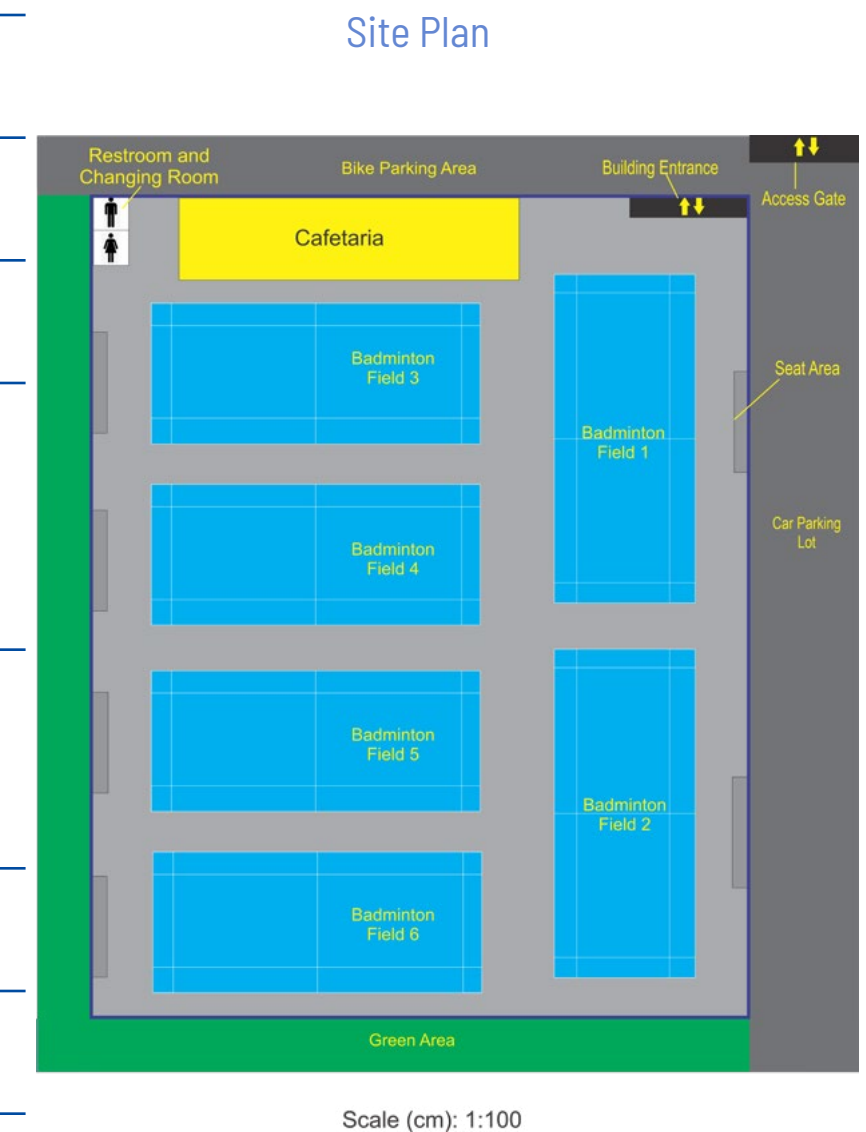 Site Plan
Restroom and
Changing Room
Bike Parking Area
Building Entrance
Access Gate
Cafetaria
Badminton
Field 3
Seat Area
Badminton
Field 1
Car Parking
Lot
Badminton
Field 4
Badminton
Field 5
Badminton
Field 2
Badminton
Field 6
Green Area
Scale (cm): 1:100